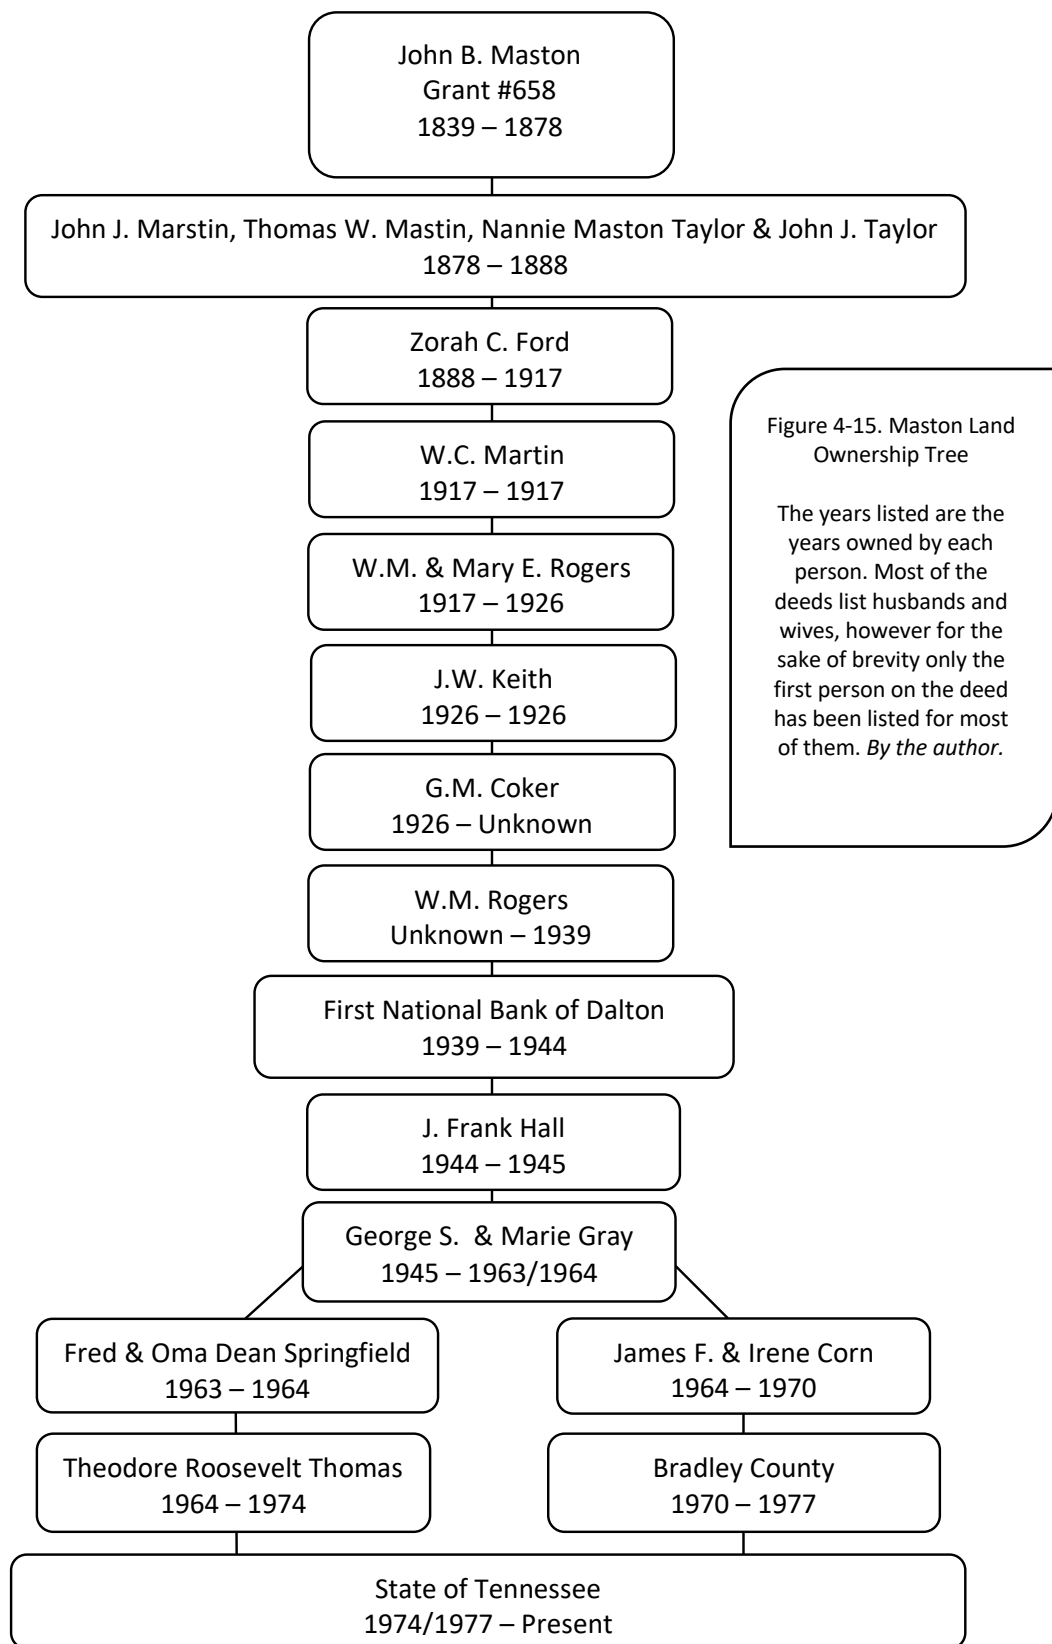 John B. Maston
Grant #658
1839 – 1878
John J. Marstin, Thomas W. Mastin, Nannie Maston Taylor & John J. Taylor
1878 – 1888
Zorah C. Ford
1888 – 1917
W.C. Martin
1917 – 1917
W.M. & Mary E. Rogers
1917 – 1926
J.W. Keith
1926 – 1926
G.M. Coker
1926 – Unknown
W.M. Rogers
Unknown – 1939
First National Bank of Dalton
1939 – 1944
J. Frank Hall
1944 – 1945
George S.  & Marie Gray
1945 – 1963/1964
Fred & Oma Dean Springfield
1963 – 1964
James F. & Irene Corn
1964 – 1970
Theodore Roosevelt Thomas
1964 – 1974
Bradley County
1970 – 1977
State of Tennessee
1974/1977 – Present
Figure 4-15. Maston Land
Ownership Tree
The years listed are the
years owned by each
person. Most of the
deeds list husbands and
wives, however for the
sake of brevity only the
first person on the deed
has been listed for most
of them. By the author.